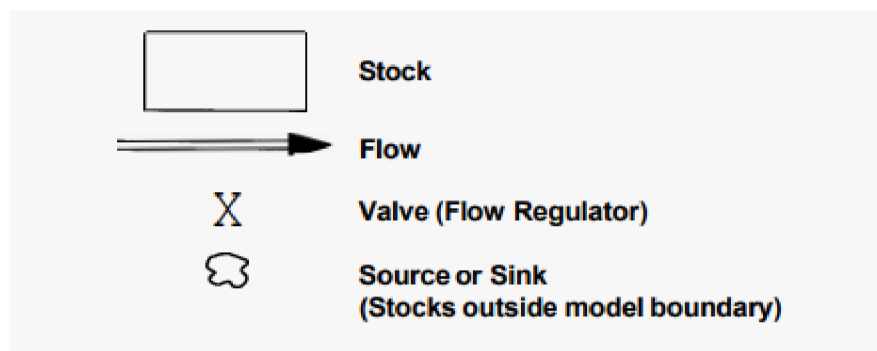 Stock
Flow
X
Valve (Flow Regulator)
Source or Sink
(Stocks outside model boundary)